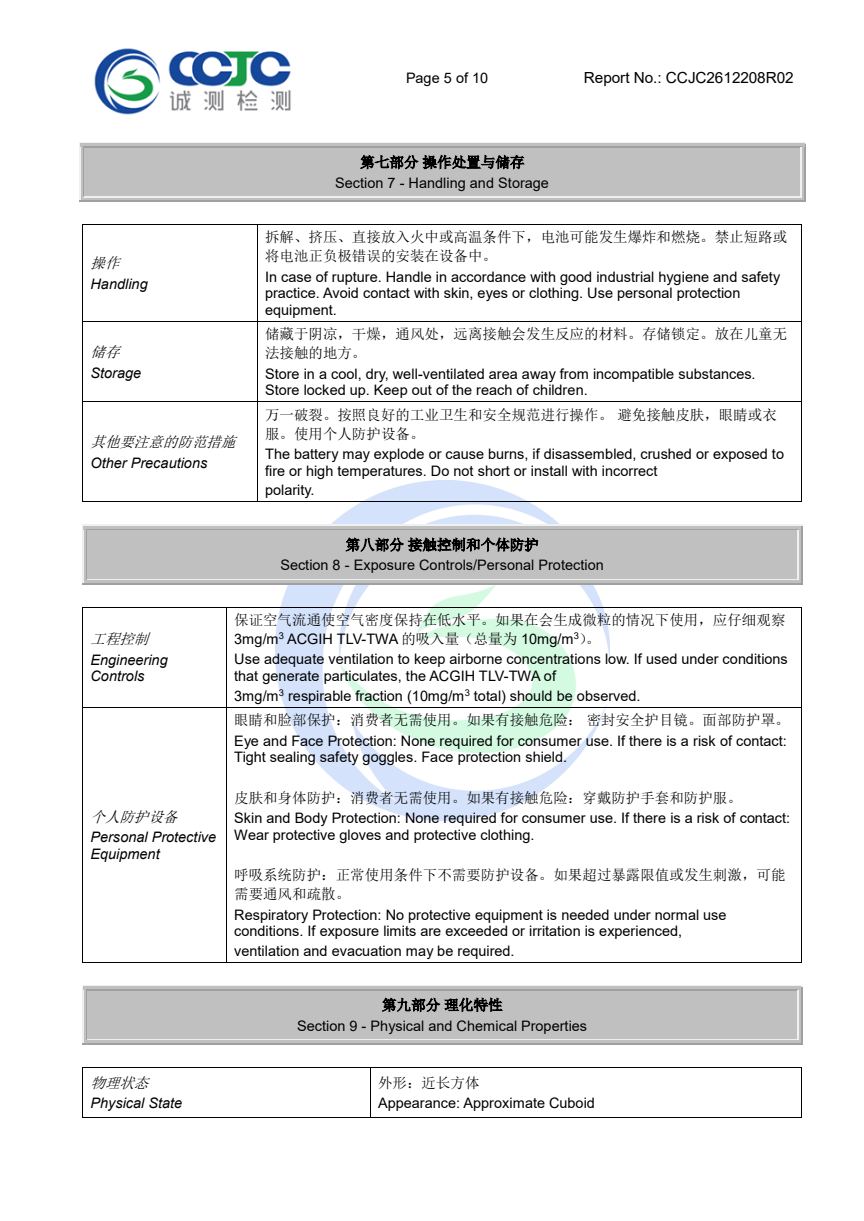 CCJC
诚测检测
Page 5 of 10
Report No.: CCJC2612208R02
第七部分 操作处置与储存
Section 7 - Handling and Storage
操作
Handling
拆解、挤压、直接放入火中或高温条件下，电池可能发生爆炸和燃烧。禁止短路或
将电池正负极错误的安装在设备中。
In case of rupture. Handle in accordance with good industrial hygiene and safety
practice. Avoid contact with skin, eyes or clothing. Use personal protection
equipment.
储存
Storage
储藏于阴凉，干燥，通风处，远离接触会发生反应的材料。存储锁定。放在儿童无
法接触的地方。
Store in a cool, dry, well-ventilated area away from incompatible substances.
Store locked up. Keep out of the reach of children.
其他要注意的防范措施
Other Precautions
万一破裂。按照良好的工业卫生和安全规范进行操作。 避免接触皮肤，眼睛或衣
服。使用个人防护设备。
The battery may explode or cause burns, if disassembled, crushed or exposed to
fire or high temperatures. Do not short or install with incorrect
polarity.
第八部分 接触控制和个体防护
Section 8 - Exposure Controls/Personal Protection
工程控制
Engineering
Controls
保证空气流通使空气密度保持在低水平。如果在会生成微粒的情况下使用，应仔细观察
3mg/m³ ACGIH TLV-TWA 的吸入量（总量为 10mg/m³）。
Use adequate ventilation to keep airborne concentrations low. If used under conditions
that generate particulates, the ACGIH TLV-TWA of
3mg/m³ respirable fraction (10mg/m³ total) should be observed.
个人防护设备
Personal Protective
Equipment
眼睛和脸部保护：消费者无需使用。如果有接触危险： 密封安全护目镜。面部防护罩。
Eye and Face Protection: None required for consumer use. If there is a risk of contact:
Tight sealing safety goggles. Face protection shield.
皮肤和身体防护：消费者无需使用。如果有接触危险：穿戴防护手套和防护服。
Skin and Body Protection: None required for consumer use. If there is a risk of contact:
Wear protective gloves and protective clothing.
呼吸系统防护：正常使用条件下不需要防护设备。如果超过暴露限值或发生刺激，可能
需要通风和疏散。
Respiratory Protection: No protective equipment is needed under normal use
conditions. If exposure limits are exceeded or irritation is experienced,
ventilation and evacuation may be required.
第九部分 理化特性
Section 9 - Physical and Chemical Properties
物理状态
Physical State
外形：近长方体
Appearance: Approximate Cuboid